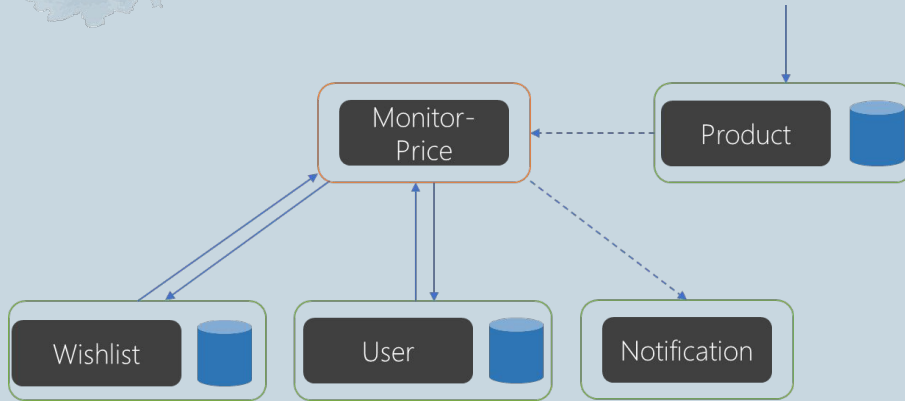 Monitor-
Price
Product
Wishlist
User
Notification